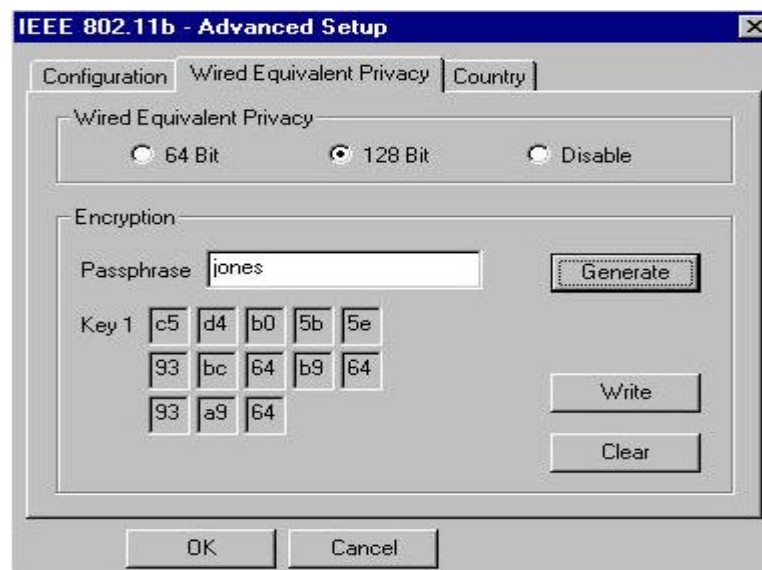 IEEE 802.11b - Advanced Setup
Configuration Wired Equivalent Privacy Country
Wired Equivalent Privacy
64 Bit 128 Bit Disable
Encryption
Passphrase jones Generate
Key 1 c5 d4 b0 5b 5e
93 bc 64 b9 64
Write
93 a9 64
Clear
OK Cancel